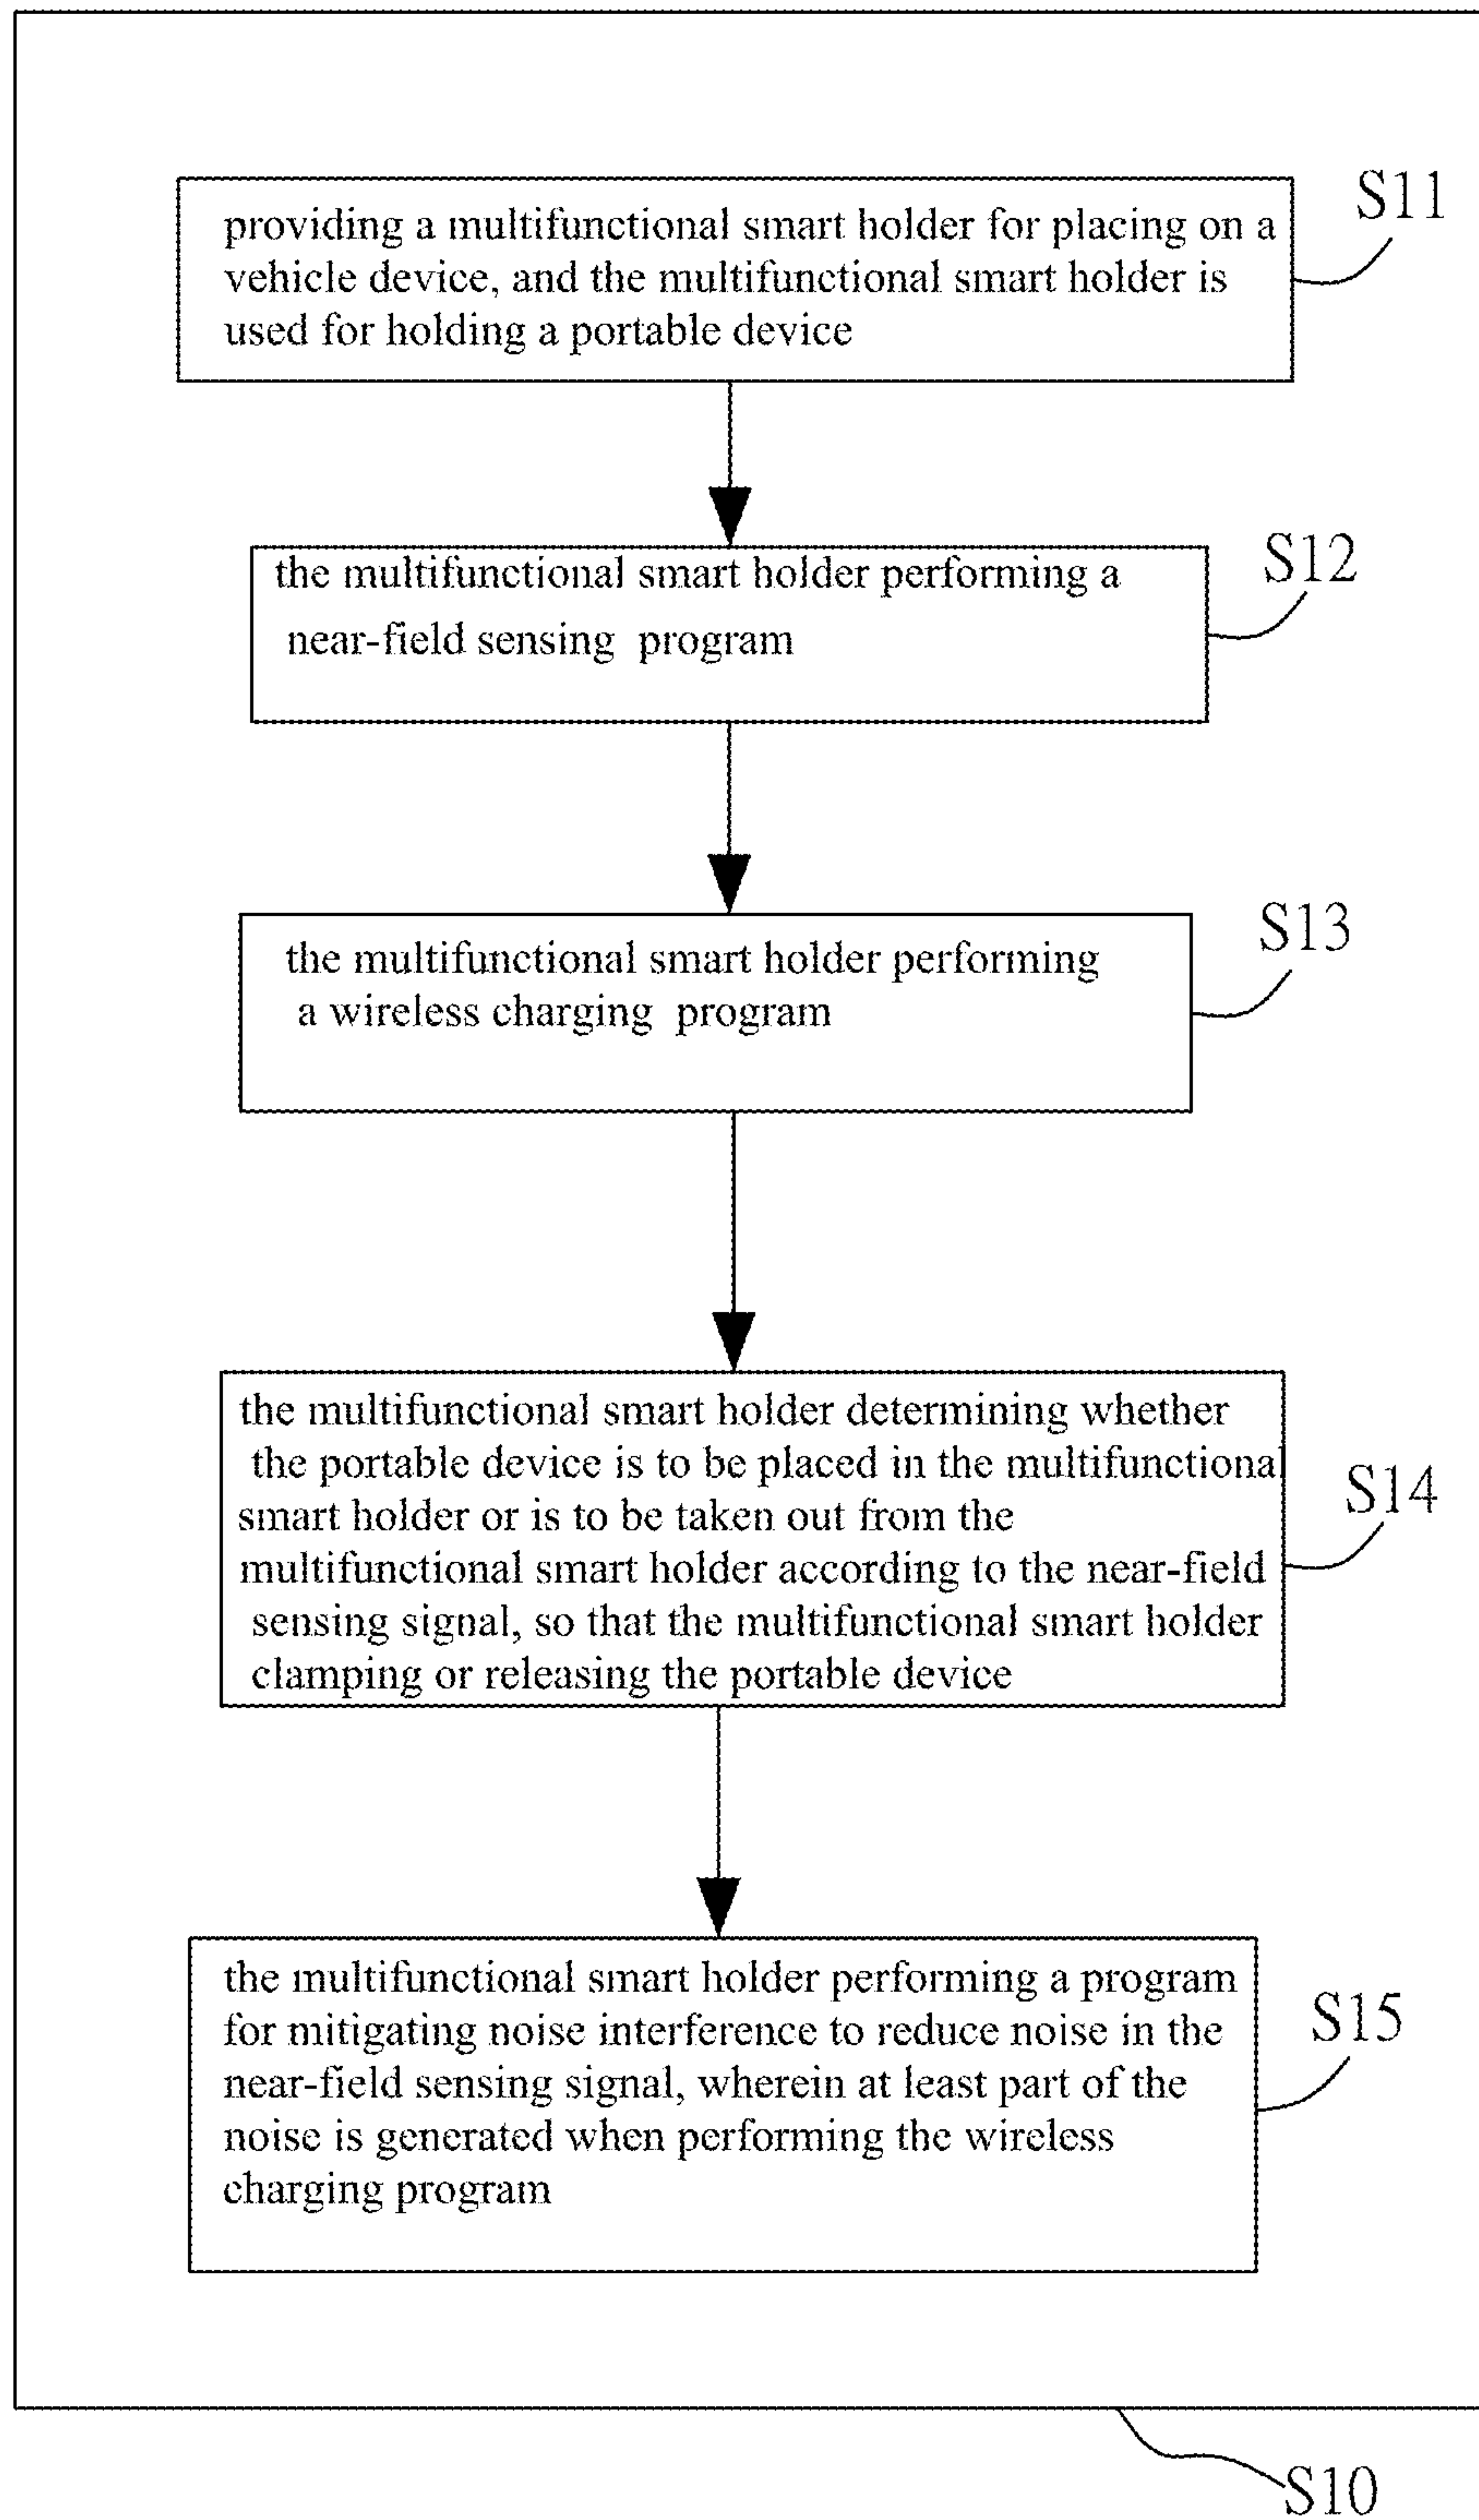 providing a multifunctional smart holder for placing on a
vehicle device, and the multifunctional smart holder is
used for holding a portable device
S11
the multifunctional smart holder performing a
near-field sensing program
S12
the multifunctional smart holder performing
a wireless charging program
S13
the multifunctional smart holder determining whether
the portable device is to be placed in the multifunctional
smart holder or is to be taken out from the
multifunctional smart holder according to the near-field
sensing signal, so that the multifunctional smart holder
clamping or releasing the portable device
S14
the multifunctional smart holder performing a program
for mitigating noise interference to reduce noise in the
near-field sensing signal, wherein at least part of the
noise is generated when performing the wireless
charging program
S15
S10